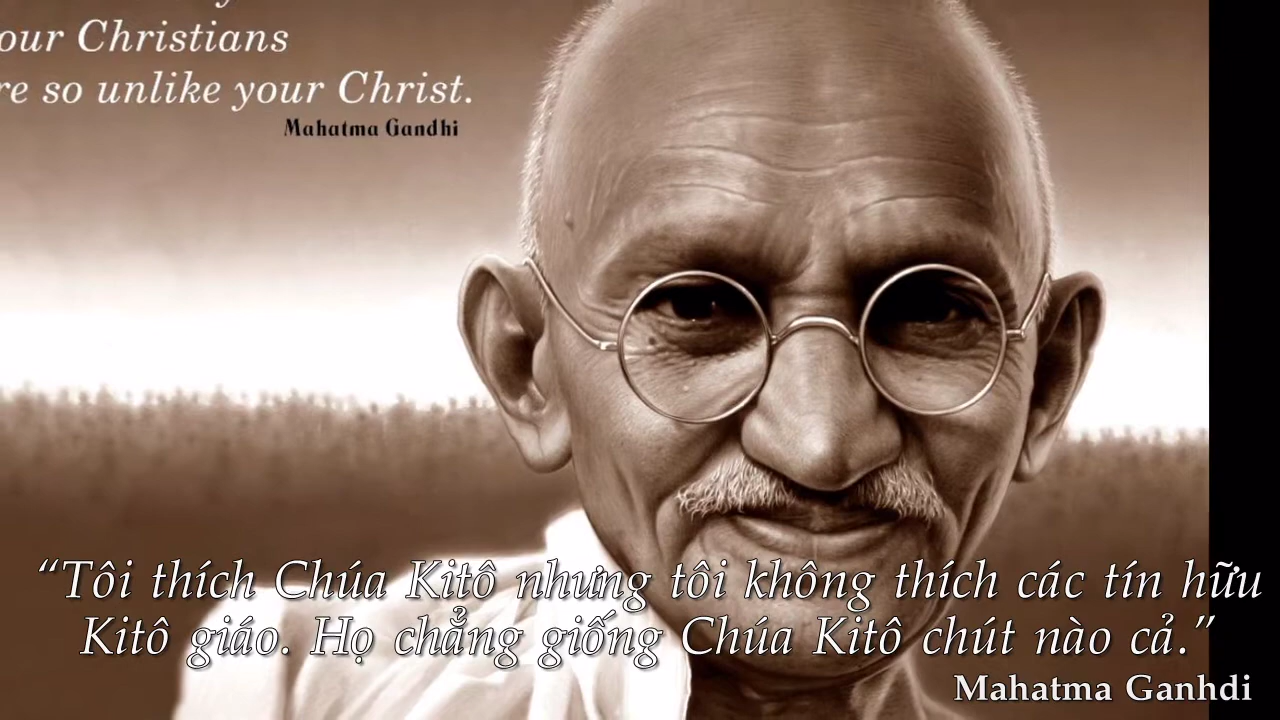 our Christians
re so unlike your Christ.
Mahatma Gandhi
“Tôi thích Chúa Kitô nhưng tôi không thích các tín hữu
Kitô giáo. Họ chẳng giống Chúa Kitô chút nào cả.”
Mahatma Ganhdi